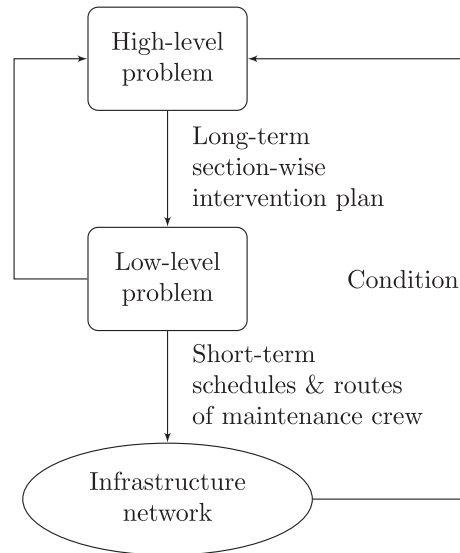 High-level
problem
Long-term
section-wise
intervention plan
Low-level
problem
Condition
Short-term
schedules & routes
of maintenance crew
Infrastructure
network